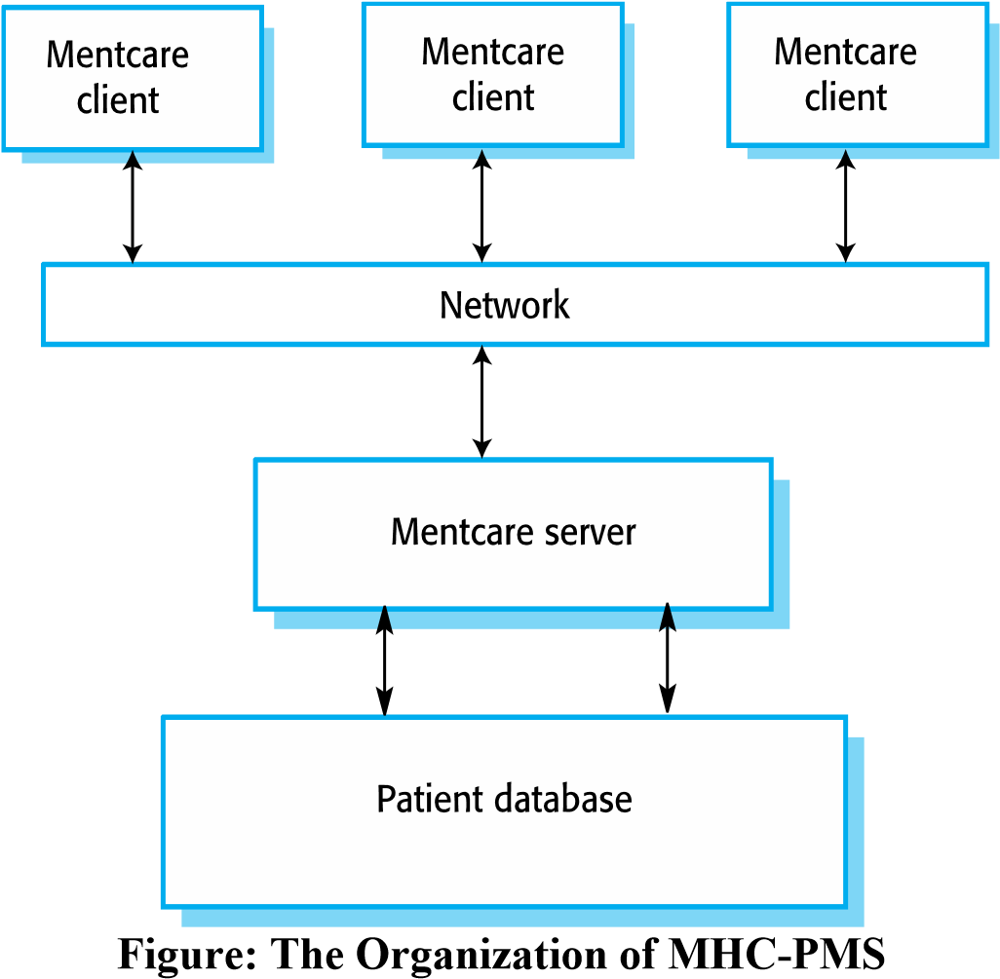 Mentcare
client
Mentcare
client
Mentcare
client
Network
Mentcare server
Patient database
Figure: The Organization of MHC-PMS